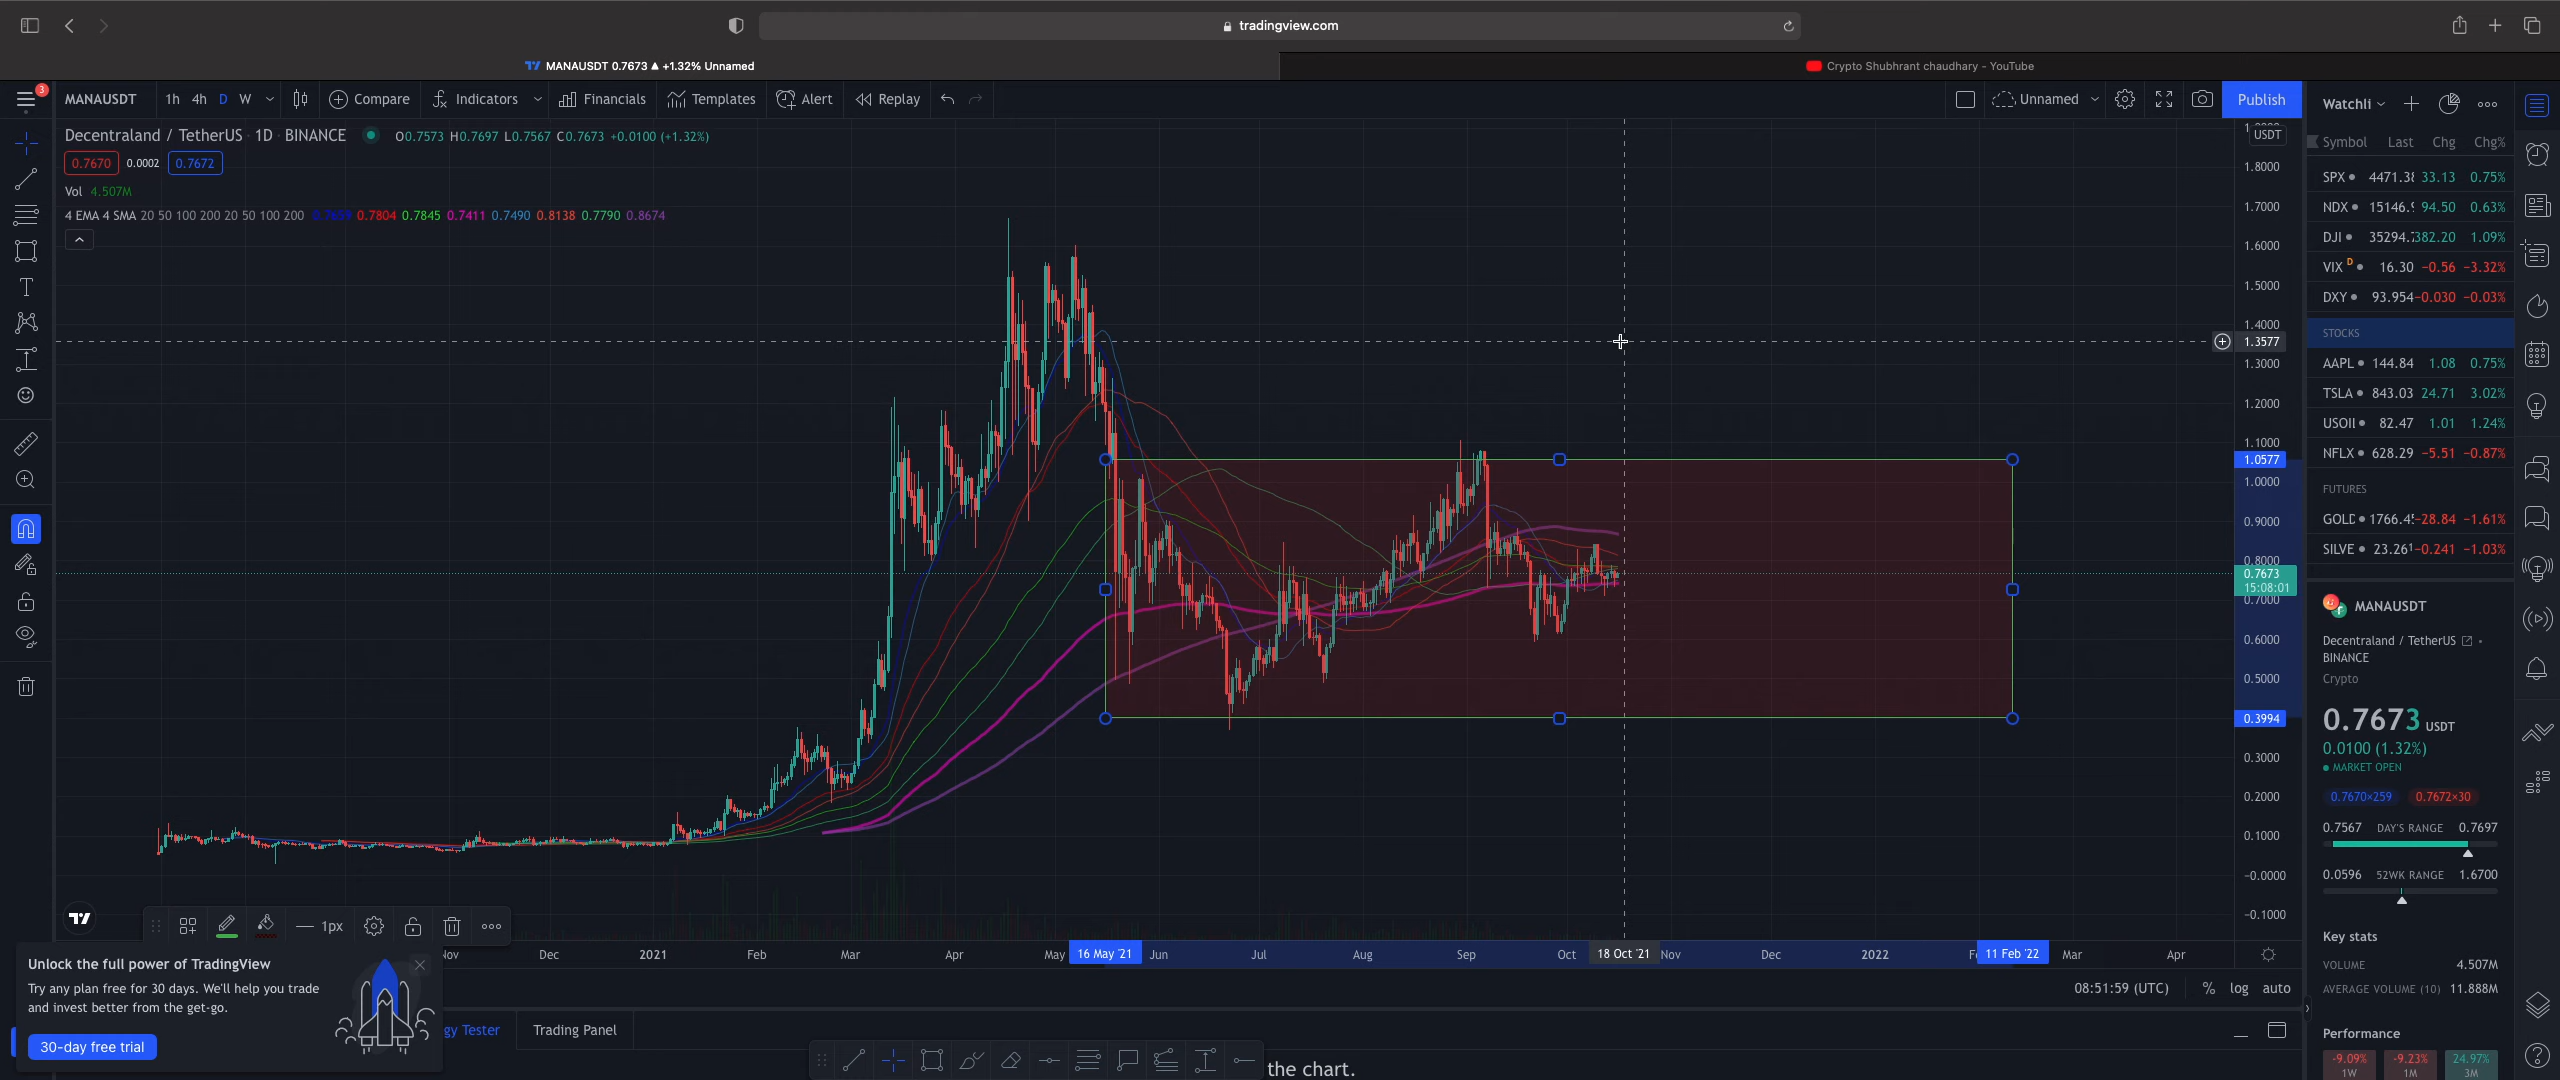 tradingview.com
MANAUSDT 0.7673 ▲ +1.32% Unnamed
Crypto Shubhrant chaudhary - YouTube
3
MANAUSDT 1h 4h D W Compare Indicators Financials Templates Alert Replay Unnamed Publish
Decentraland / TetherUS · 1D · BINANCE O0.7573 H0.7697 L0.7567 C0.7673 +0.0100 (+1.32%)
0.7670 0.0002 0.7672
Vol 4.507M
4 EMA 4 SMA 20 50 100 200 20 50 100 200 0.7804 0.7845 0.7411 0.7490 0.8138 0.7790 0.8674
USDT
1.8000
1.7000
1.6000
1.5000
1.4000
1.3577
1.3000
1.2000
1.1000
1.0577
1.0000
0.9000
0.8000
0.7673
15:08:01
0.7000
0.6000
0.5000
0.3994
0.3000
0.2000
0.1000
−0.0000
−0.1000
Nov Dec 2021 Feb Mar Apr May 16 May '21 Jun Jul Aug Sep Oct 18 Oct '21 Nov Dec 2022 11 Feb '22 Mar Apr
1px
Unlock the full power of TradingView
Try any plan free for 30 days. We'll help you trade
and invest better from the get-go.
30-day free trial
08:51:59 (UTC) % log auto
gy Tester Trading Panel
the chart.
Watchli
Symbol Last Chg Chg%
SPX 4471.38 33.13 0.75%
NDX 15146.9 94.50 0.63%
DJI 35294.7 382.20 1.09%
VIX D 16.30 −0.56 −3.32%
DXY 93.954 −0.030 −0.03%
STOCKS
AAPL 144.84 1.08 0.75%
TSLA 843.03 24.71 3.02%
USOIL 82.47 1.01 1.24%
NFLX 628.29 −5.51 −0.87%
FUTURES
GOLD 1766.45 −28.84 −1.61%
SILVE 23.261 −0.241 −1.03%
MANAUSDT
Decentraland / TetherUS
BINANCE
Crypto
0.7673 USDT
0.0100 (1.32%)
MARKET OPEN
0.7670×259 0.7672×30
0.7567 DAY'S RANGE 0.7697
0.0596 52WK RANGE 1.6700
Key stats
VOLUME 4.507M
AVERAGE VOLUME (10) 11.888M
Performance
-9.09% -9.23% 24.97%
1W 1M 3M